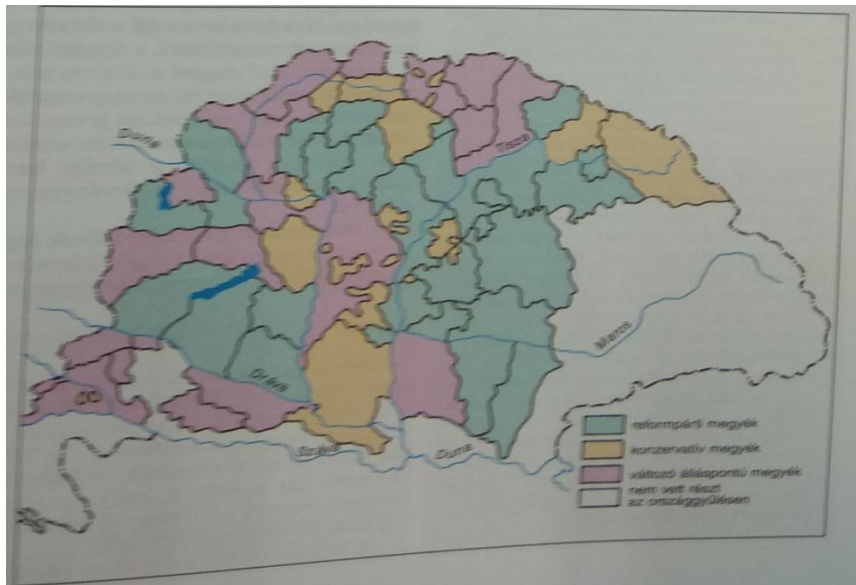 Duna
Tisza
Maros
Dráva
Száva
Duna
reformpárti megyék
konzervatív megyék
változó álláspontú megyék
nem vett részt
az országgyűlésen